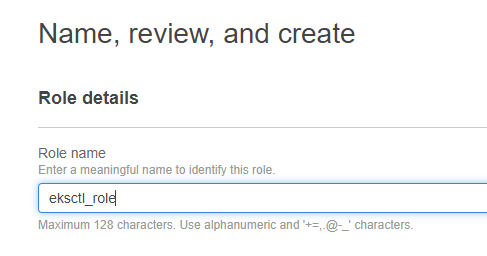 Name, review, and create
Role details
Role name
Enter a meaningful name to identify this role.
eksctl_role
Maximum 128 characters. Use alphanumeric and '+=,.@-_' characters.